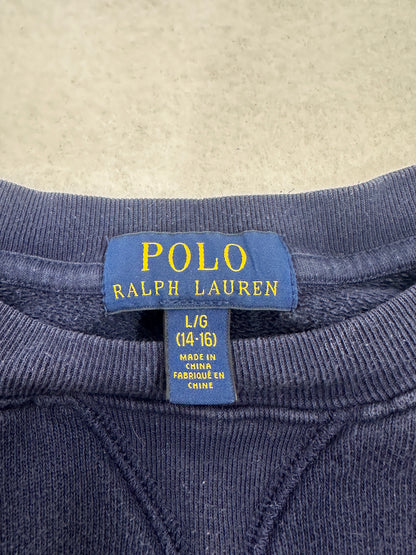 POLO
RALPH LAUREN
L/G
(14-16)
MADE IN
CHINA
FABRIQUÉ EN
CHINE